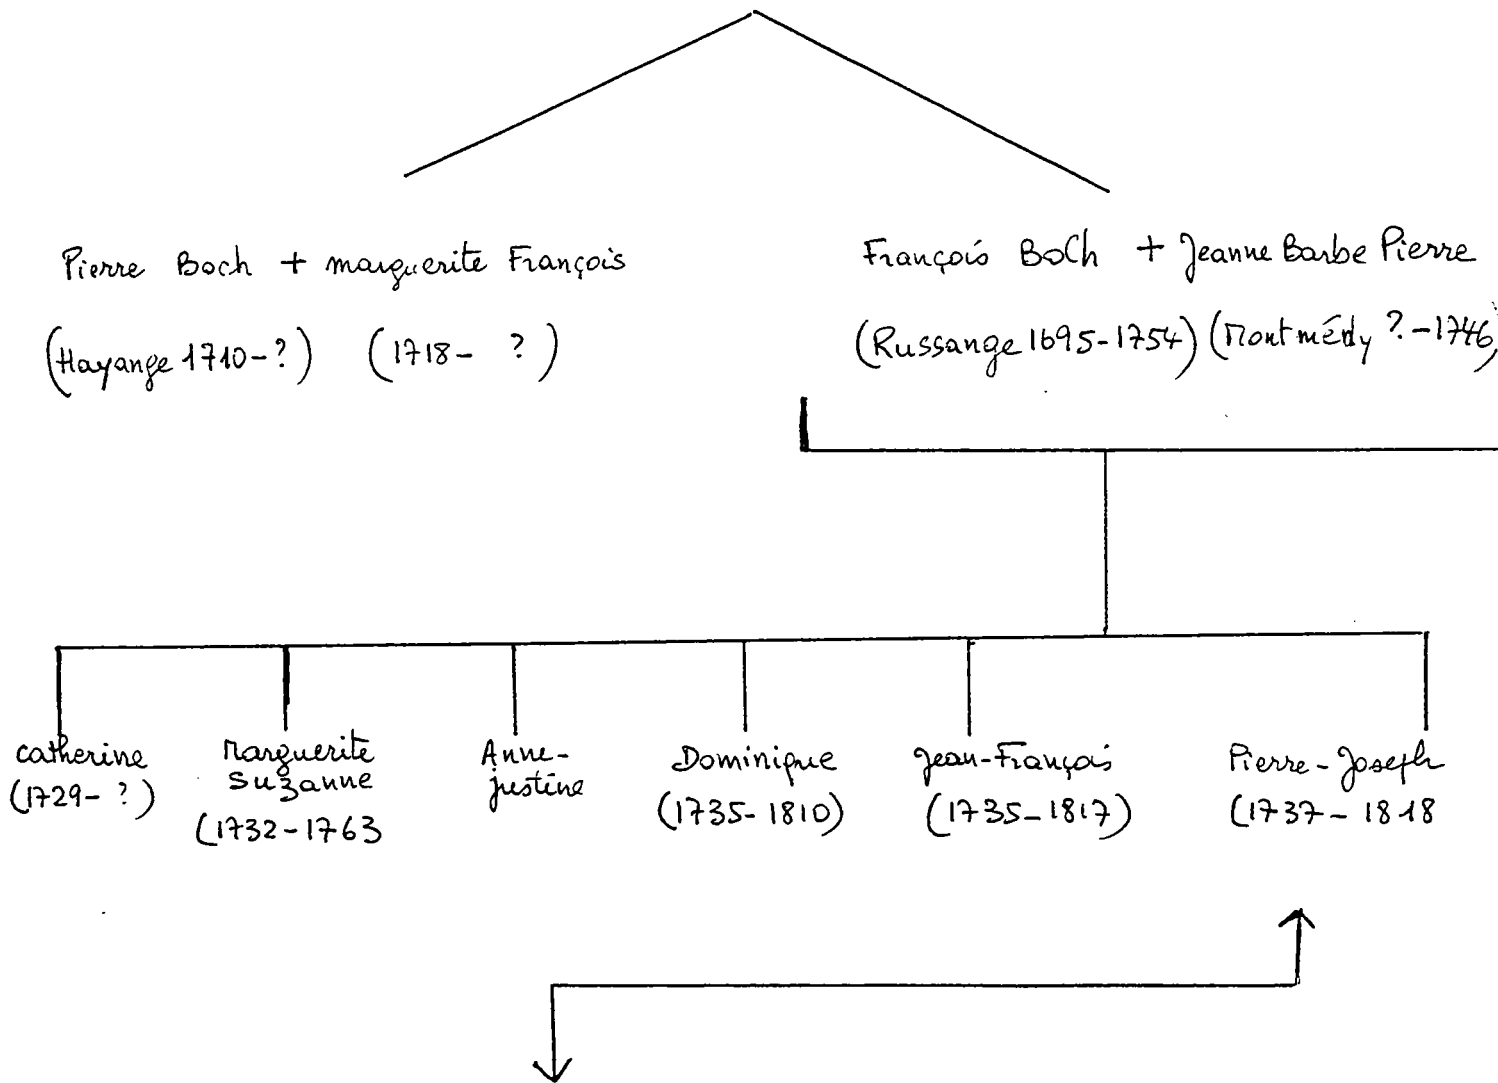 Pierre Boch + marguerite François
(Hayange 1710-?) (1718- ?)
François BoCh + Jeanne Barbe Pierre
(Russange 1695-1754) (Montmédy ?-1746)
catherine
(1729- ?)
Marguerite
suzanne
(1732-1763
Anne-
justine
Dominique
(1735-1810)
Jean-François
(1735-1817)
Pierre-Joseph
(1737-1818